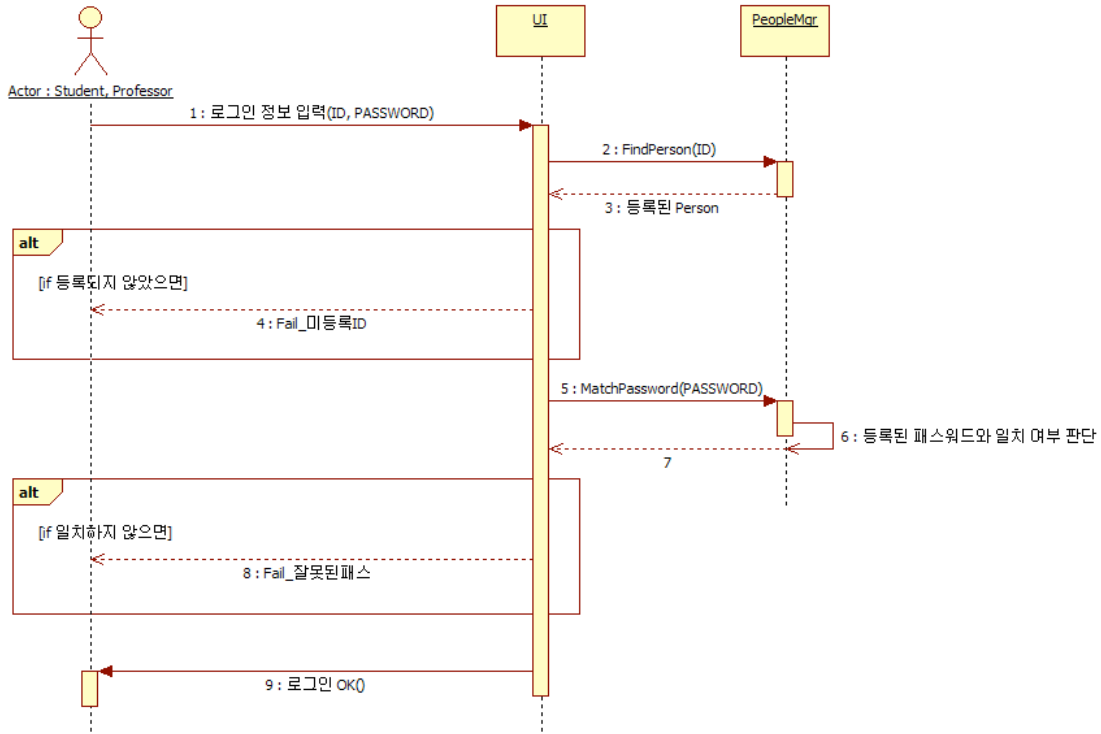 UI
PeopleMgr
Actor : Student, Professor
1 : 로그인 정보 입력(ID, PASSWORD)
2 : FindPerson(ID)
3 : 등록된 Person
alt
[if 등록되지 않았으면]
4 : Fail_미등록ID
5 : MatchPassword(PASSWORD)
6 : 등록된 패스워드와 일치 여부 판단
7
alt
[if 일치하지 않으면]
8 : Fail_잘못된패스
9 : 로그인 OK()